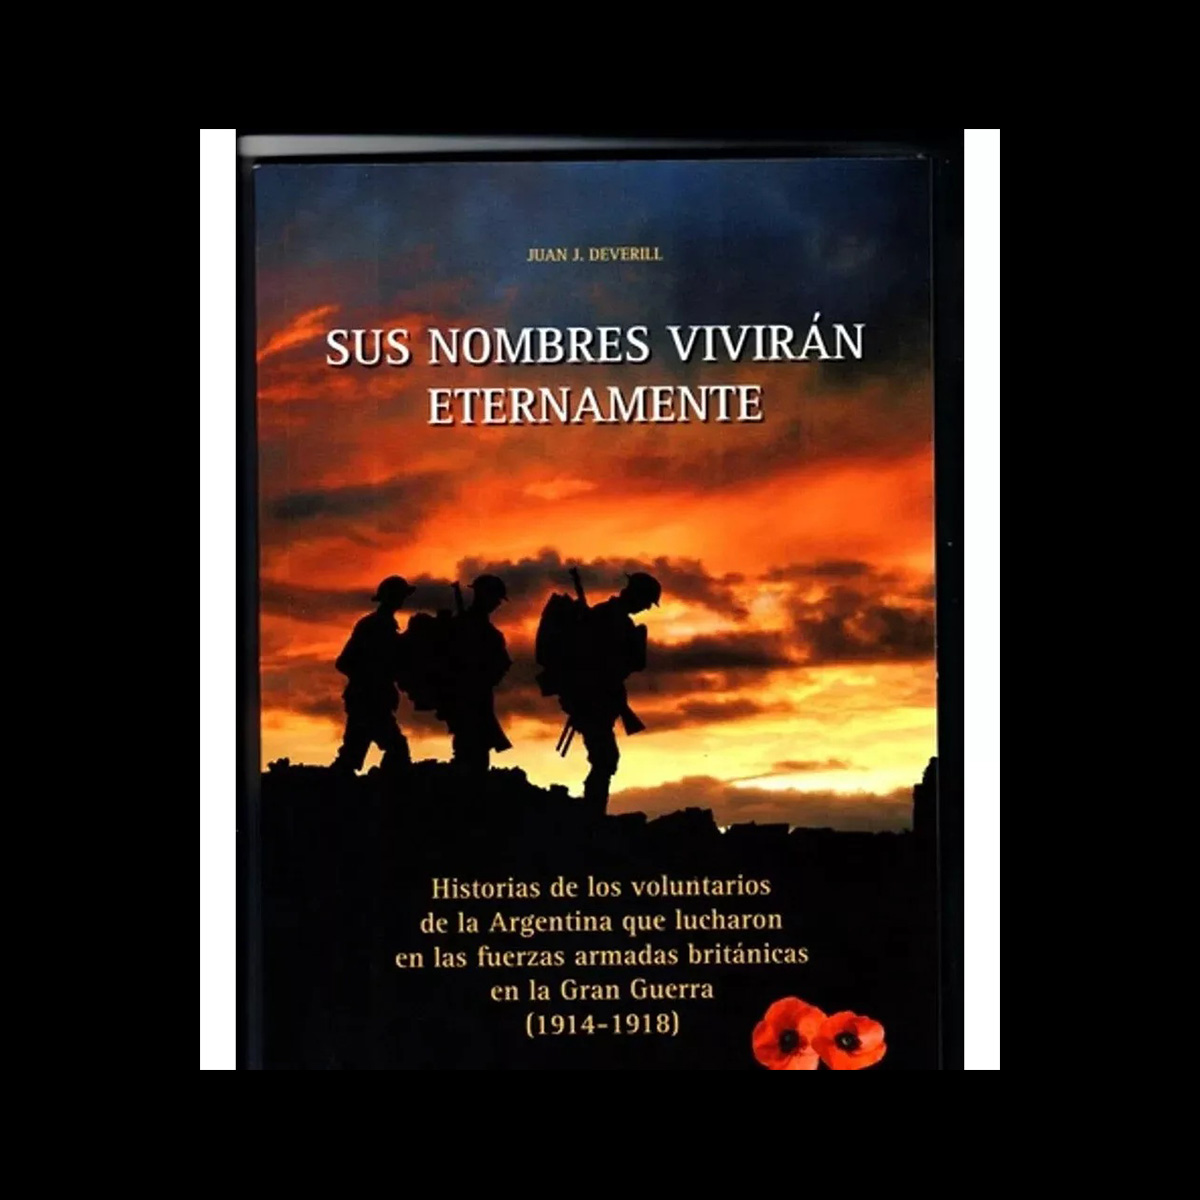 JUAN J. DEVERILL
SUS NOMBRES VIVIRÁN
ETERNAMENTE
Historias de los voluntarios
de la Argentina que lucharon
en las fuerzas armadas británicas
en la Gran Guerra
(1914-1918)